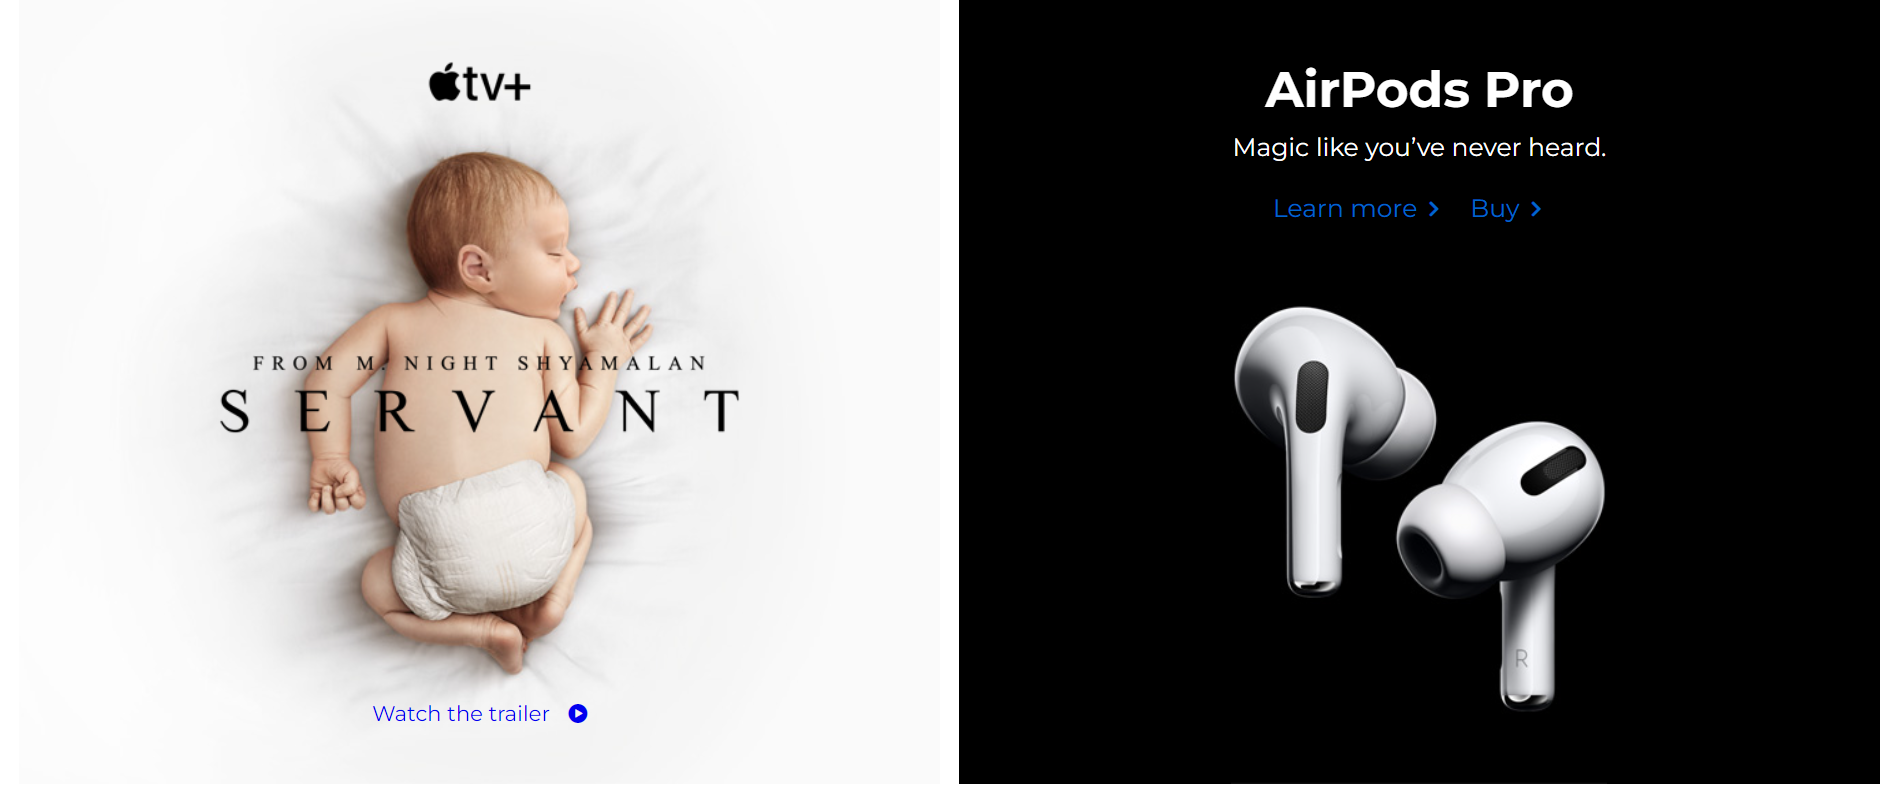 tv+
FROM M. NIGHT SHYAMALAN
SERVANT
Watch the trailer
AirPods Pro
Magic like you’ve never heard.
Learn more
Buy
R